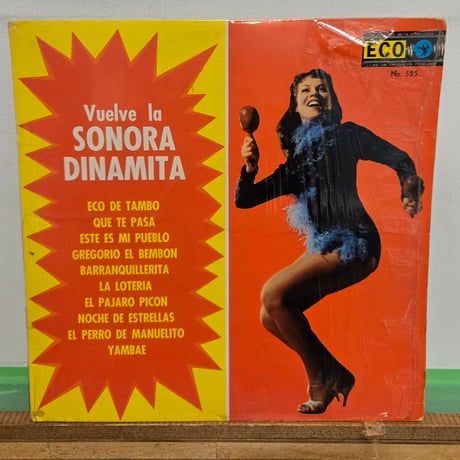 Vuelve la
SONORA
DINAMITA
ECO DE TAMBO
QUE TE PASA
ESTE ES MI PUEBLO
GREGORIO EL BEMBON
BARRANQUILLERITA
LA LOTERIA
EL PAJARO PICON
NOCHE DE ESTRELLAS
EL PERRO DE MANUELITO
YAMBAE
ECO
No. 525